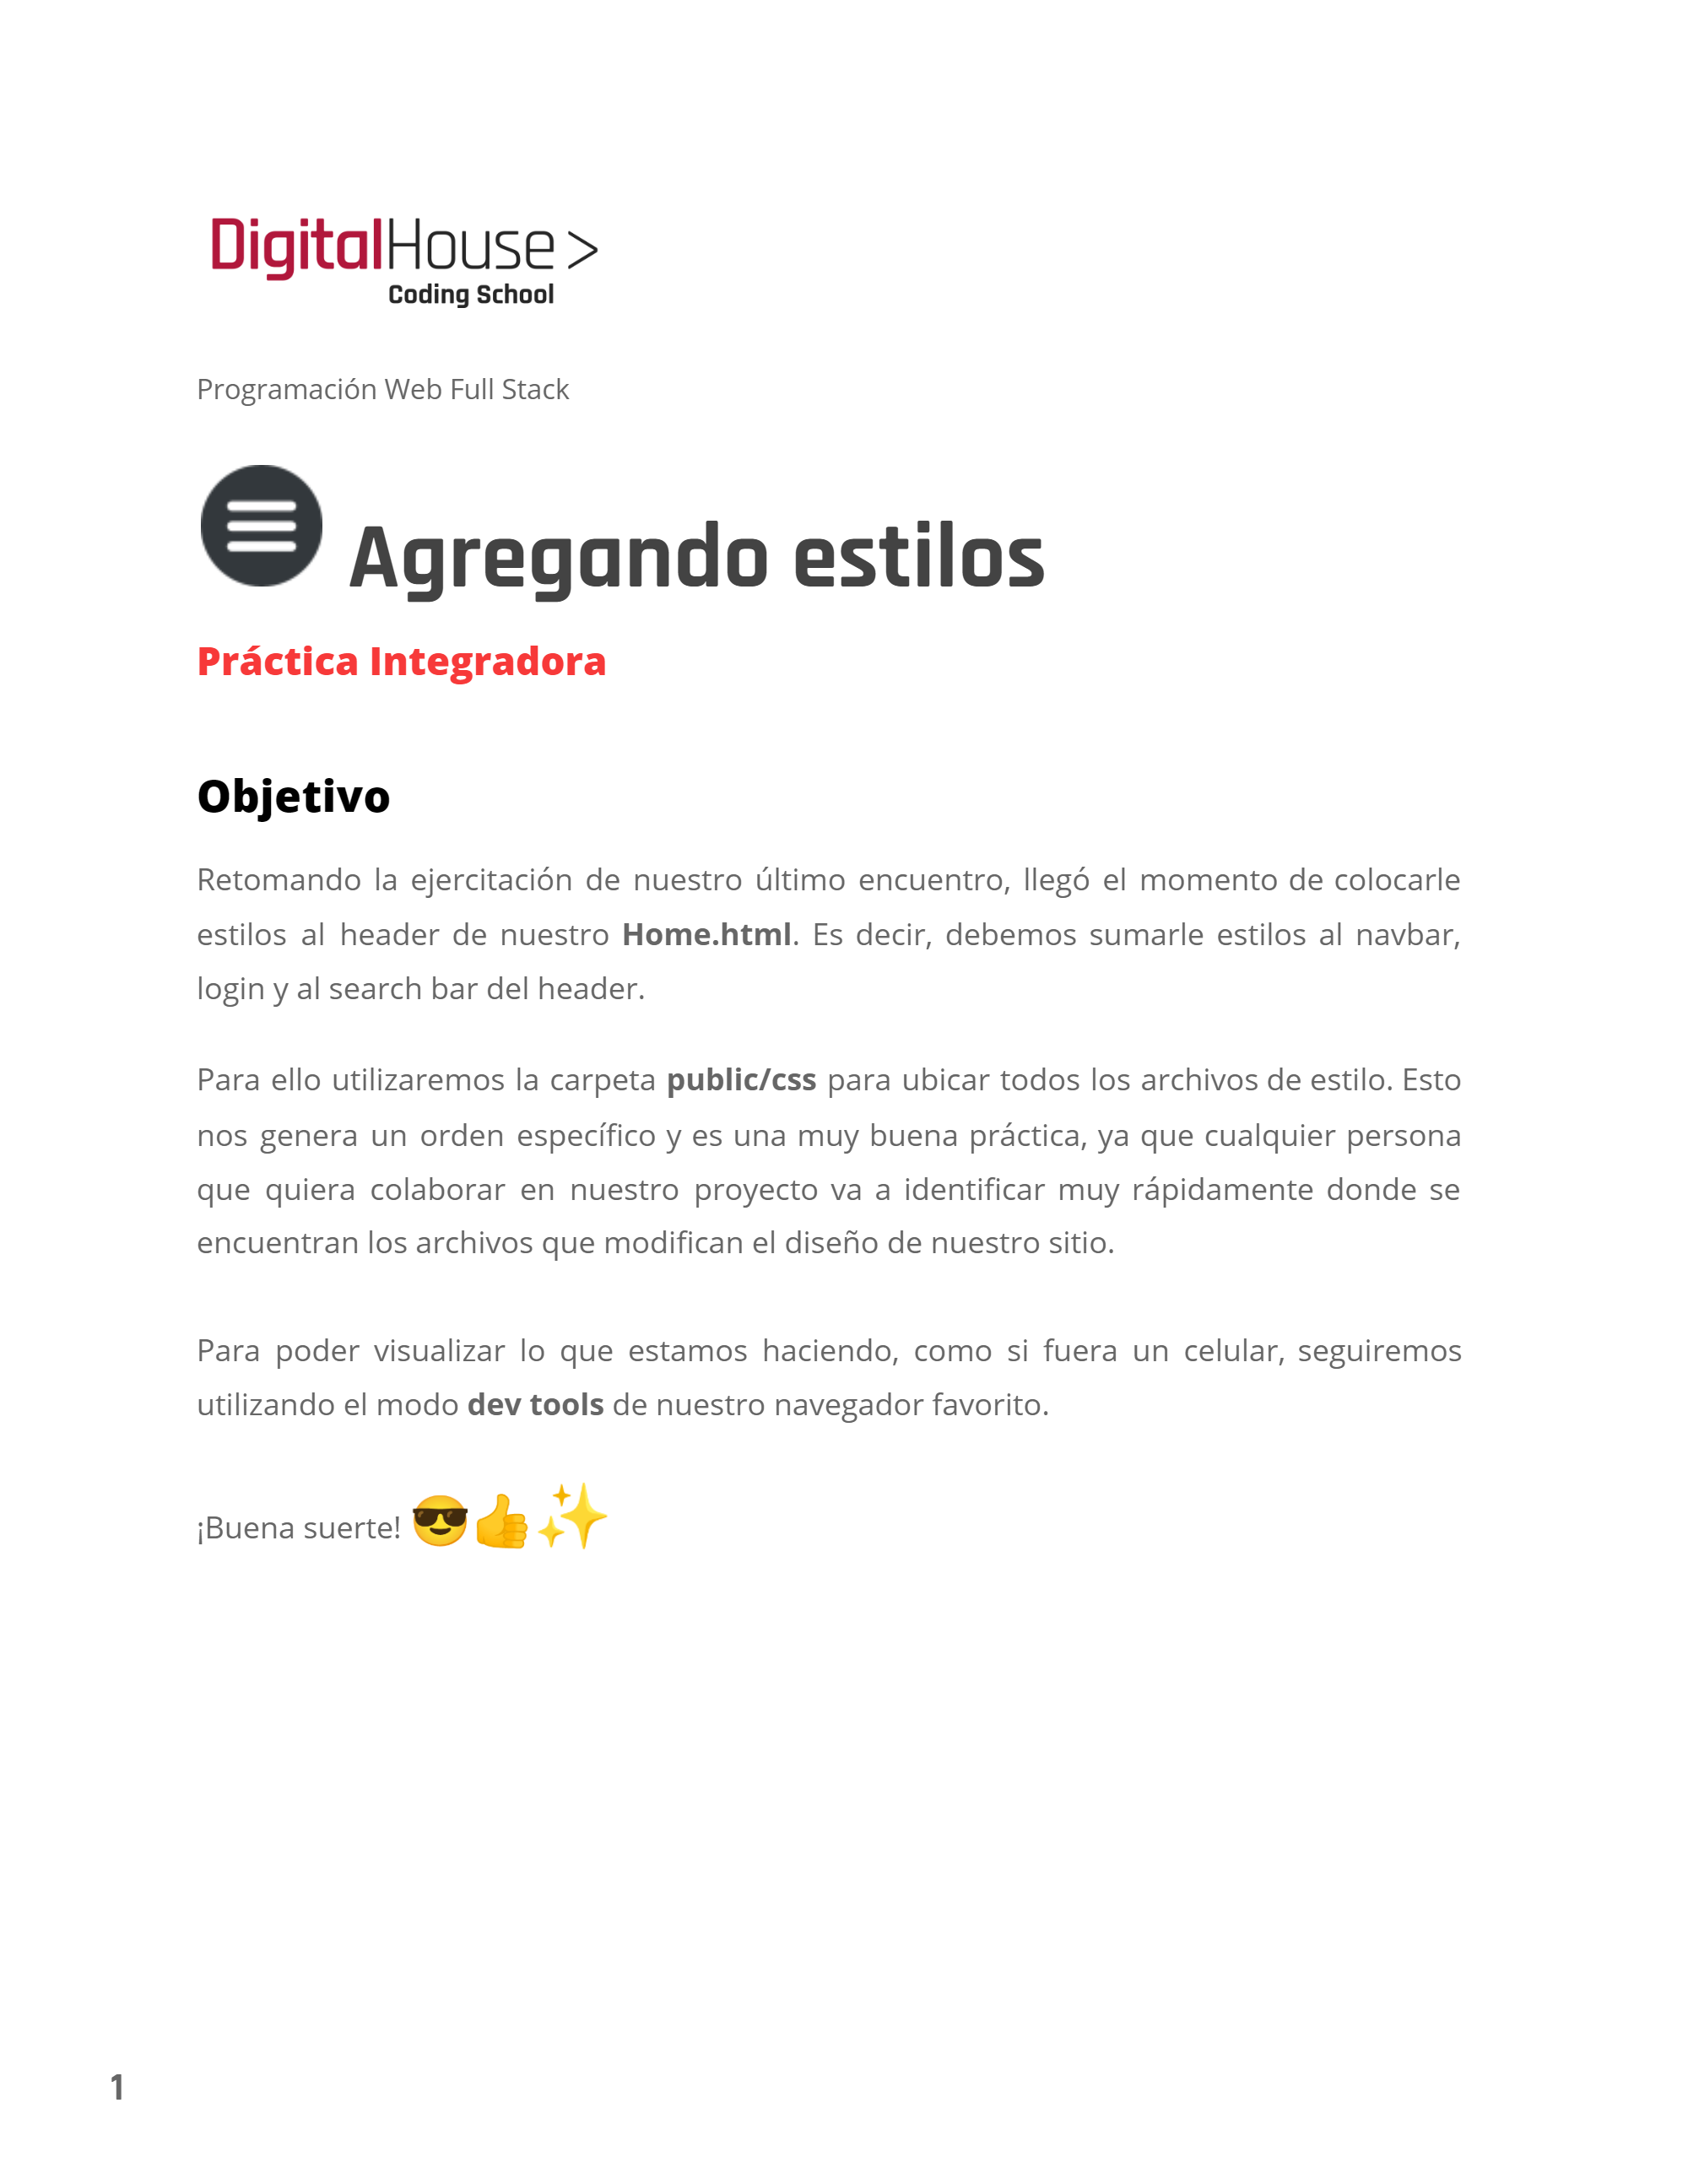 DigitalHouse >
Coding School
Programación Web Full Stack
Agregando estilos
Práctica Integradora
Objetivo
Retomando la ejercitación de nuestro último encuentro, llegó el momento de colocarle
estilos al header de nuestro Home.html. Es decir, debemos sumarle estilos al navbar,
login y al search bar del header.
Para ello utilizaremos la carpeta public/css para ubicar todos los archivos de estilo. Esto
nos genera un orden específico y es una muy buena práctica, ya que cualquier persona
que quiera colaborar en nuestro proyecto va a identificar muy rápidamente donde se
encuentran los archivos que modifican el diseño de nuestro sitio.
Para poder visualizar lo que estamos haciendo, como si fuera un celular, seguiremos
utilizando el modo dev tools de nuestro navegador favorito.
¡Buena suerte! 😎👍✨
1